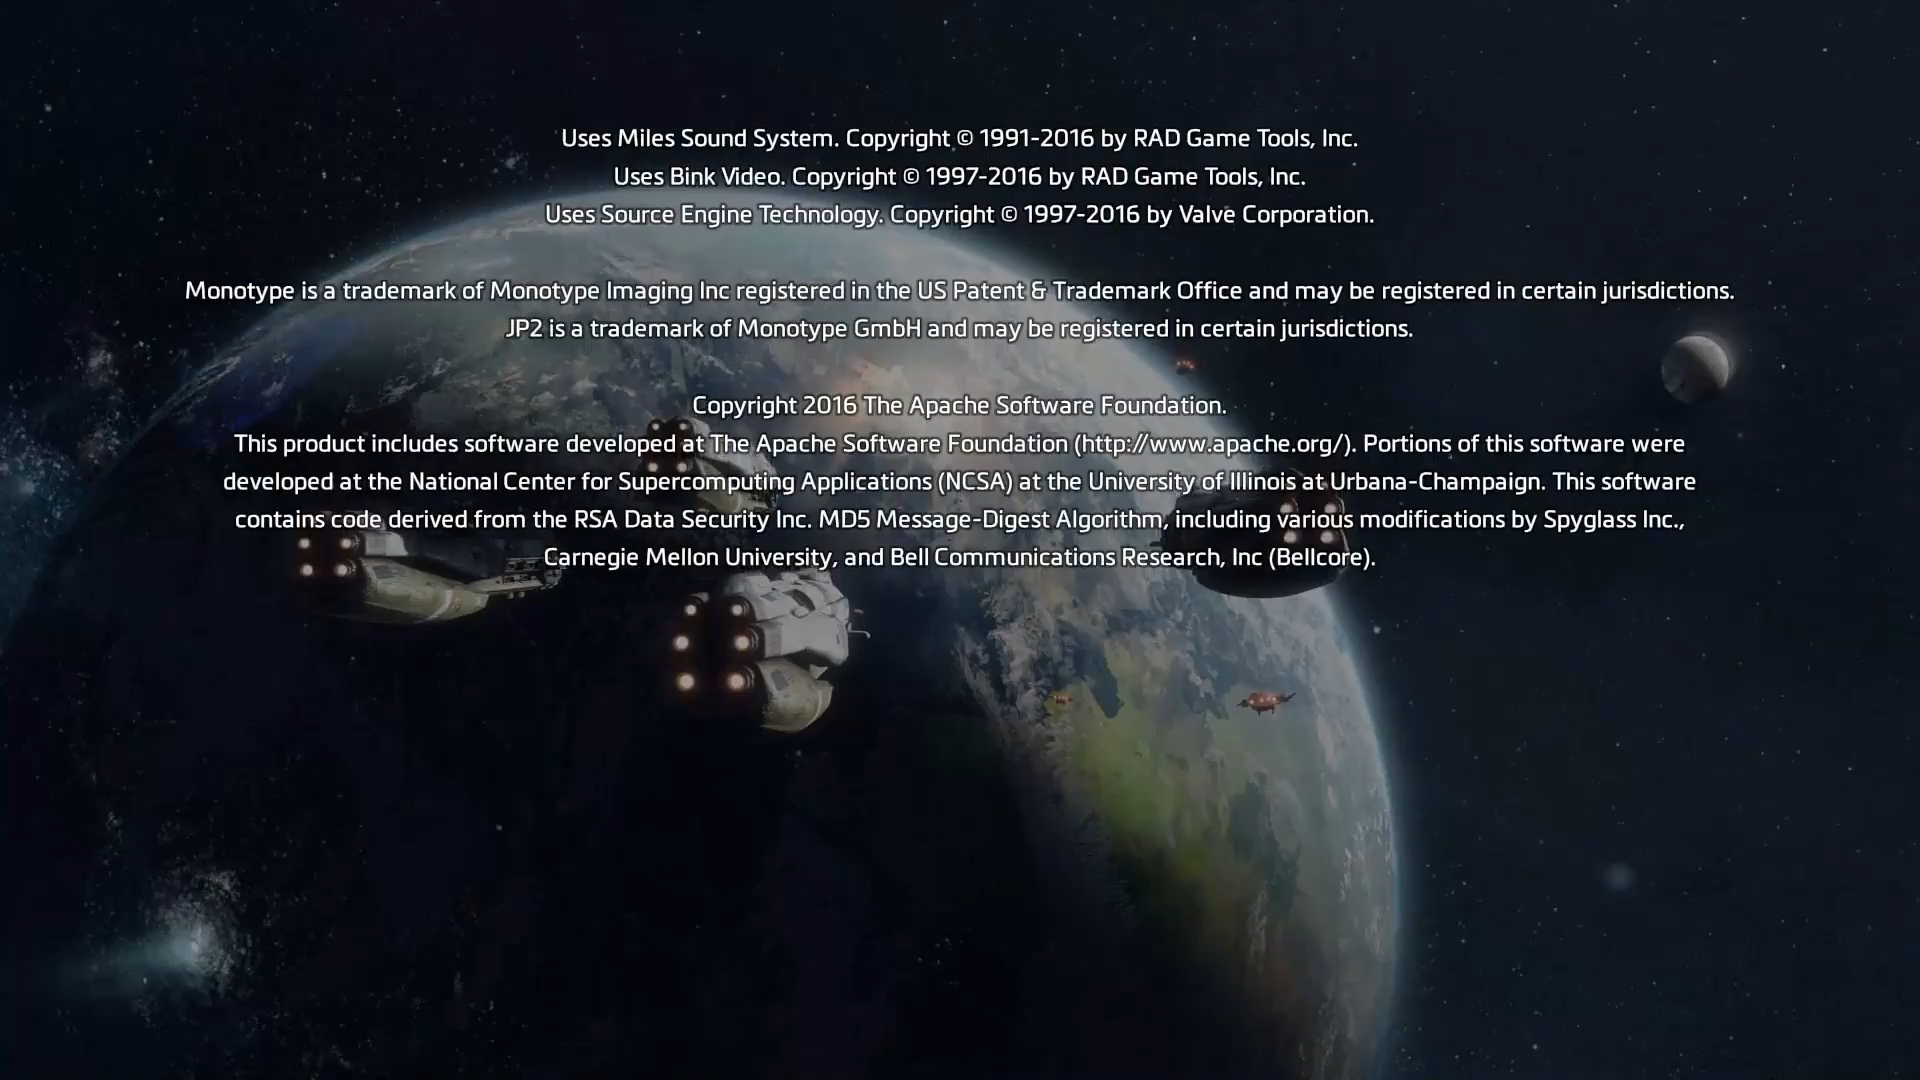 Uses Miles Sound System. Copyright © 1991-2016 by RAD Game Tools, Inc.
Uses Bink Video. Copyright © 1997-2016 by RAD Game Tools, Inc.
Uses Source Engine Technology. Copyright © 1997-2016 by Valve Corporation.
Monotype is a trademark of Monotype Imaging Inc registered in the US Patent & Trademark Office and may be registered in certain jurisdictions.
JP2 is a trademark of Monotype GmbH and may be registered in certain jurisdictions.
Copyright 2016 The Apache Software Foundation.
This product includes software developed at The Apache Software Foundation (http://www.apache.org/). Portions of this software were
developed at the National Center for Supercomputing Applications (NCSA) at the University of Illinois at Urbana-Champaign. This software
contains code derived from the RSA Data Security Inc. MD5 Message-Digest Algorithm, including various modifications by Spyglass Inc.,
Carnegie Mellon University, and Bell Communications Research, Inc (Bellcore).